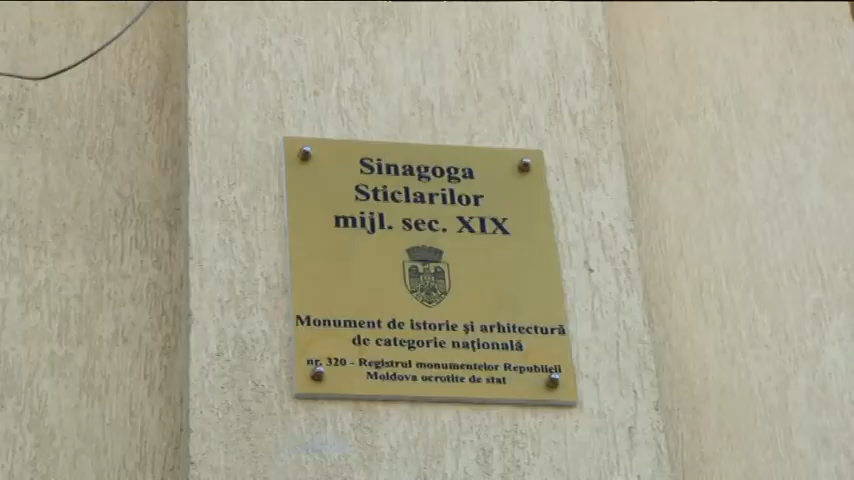 Sinagoga
Sticlarilor
mijl. sec. XIX
Monument de istorie şi arhitectură
de categorie naţională
nr. 320 - Registrul monumentelor Republicii
Moldova ocrotite de stat